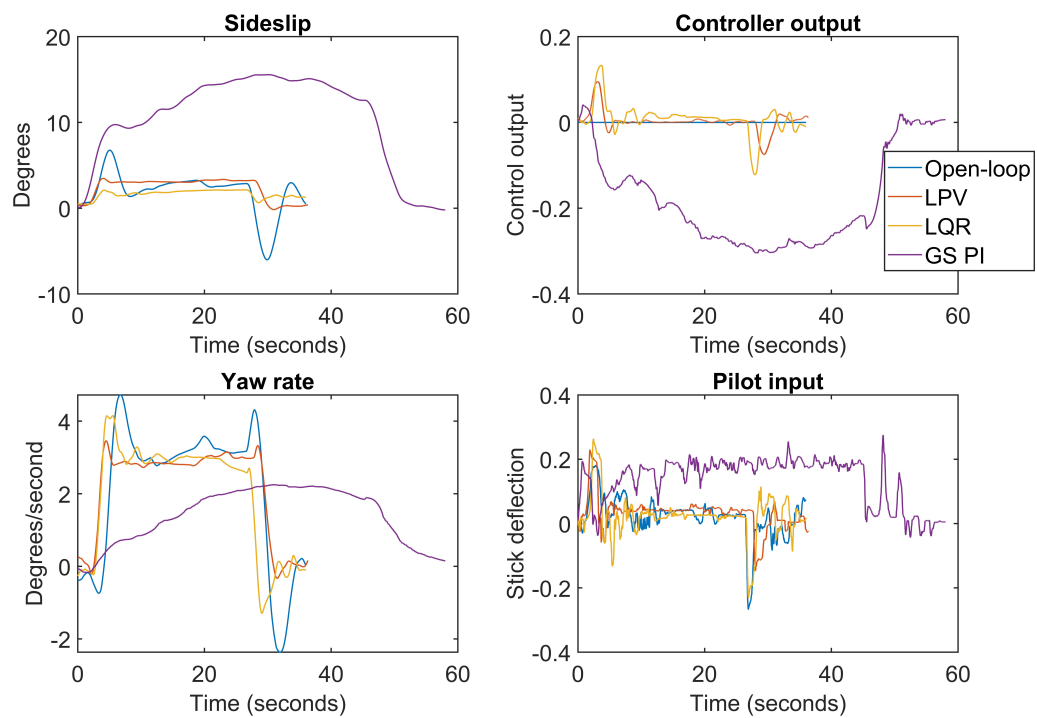 Sideslip
20
10
0
-10
Degrees
0
20
40
60
Time (seconds)
Controller output
0.2
0
-0.2
-0.4
Control output
0
20
40
60
Time (seconds)
Open-loop
LPV
LQR
GS PI
Yaw rate
4
2
0
-2
Degrees/second
0
20
40
60
Time (seconds)
Pilot input
0.4
0.2
0
-0.2
-0.4
Stick deflection
0
20
40
60
Time (seconds)